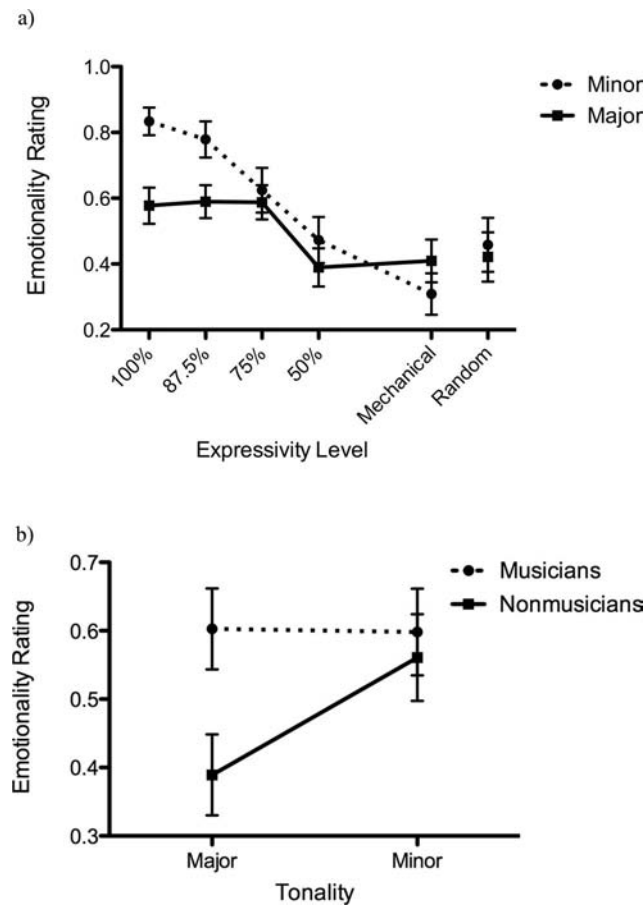 a)
1.0
0.8
0.6
0.4
0.2
Emotionality Rating
Minor
Major
100%
87.5%
75%
50%
Mechanical
Random
Expressivity Level
b)
0.7
0.6
0.5
0.4
0.3
Emotionality Rating
Musicians
Nonmusicians
Major
Minor
Tonality